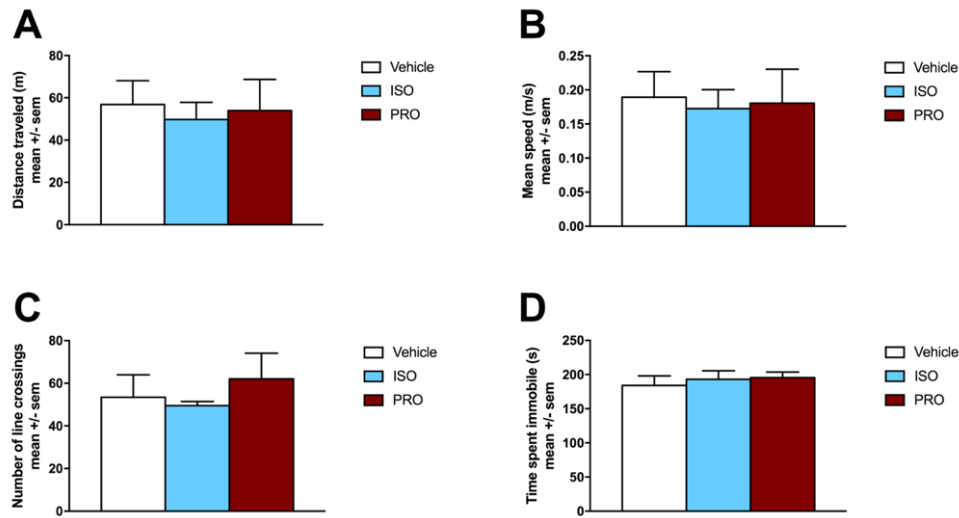 A
Distance traveled (m)
mean +/- sem
80
60
40
20
0
Vehicle
ISO
PRO
B
Mean speed (m/s)
mean +/- sem
0.25
0.20
0.15
0.10
0.05
0.00
Vehicle
ISO
PRO
C
Number of line crossings
mean +/- sem
80
60
40
20
0
Vehicle
ISO
PRO
D
Time spent immobile (s)
mean +/- sem
250
200
150
100
50
0
Vehicle
ISO
PRO